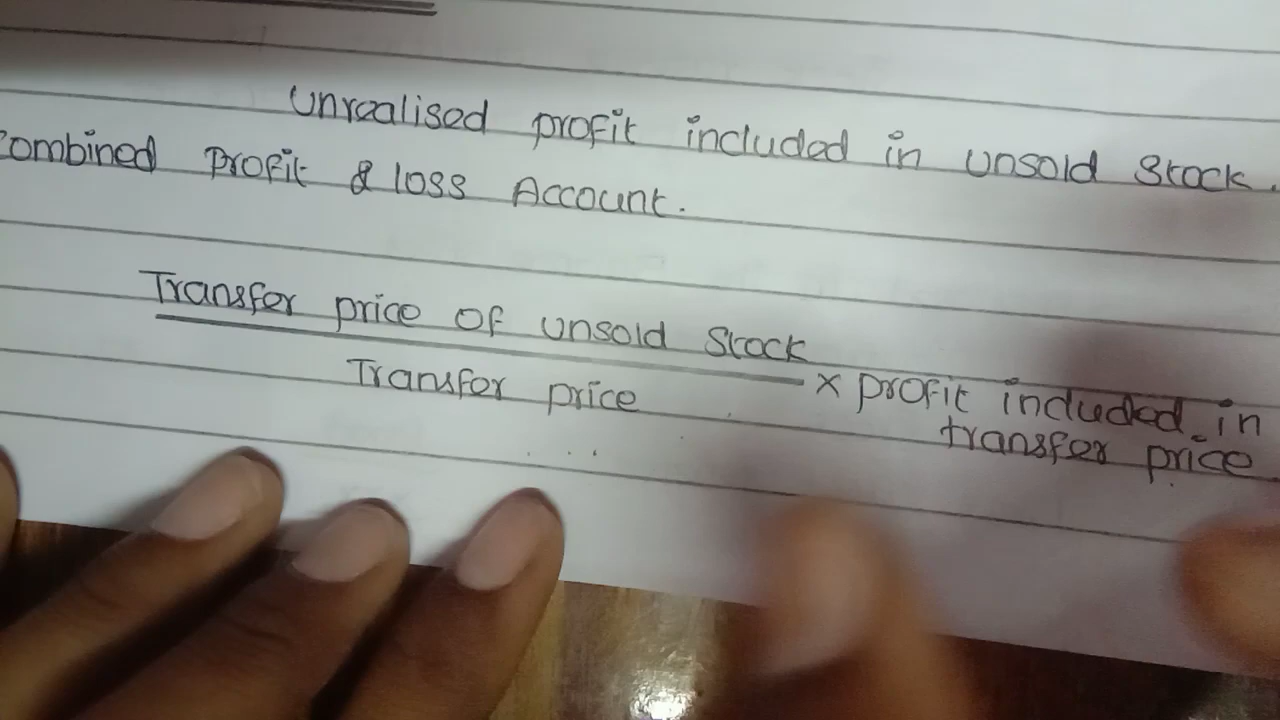 Unrealised profit included in unsold Stock.
Combined Profit & loss Account.
Transfer price of unsold Stock
Transfer price
× profit included in
transfer price